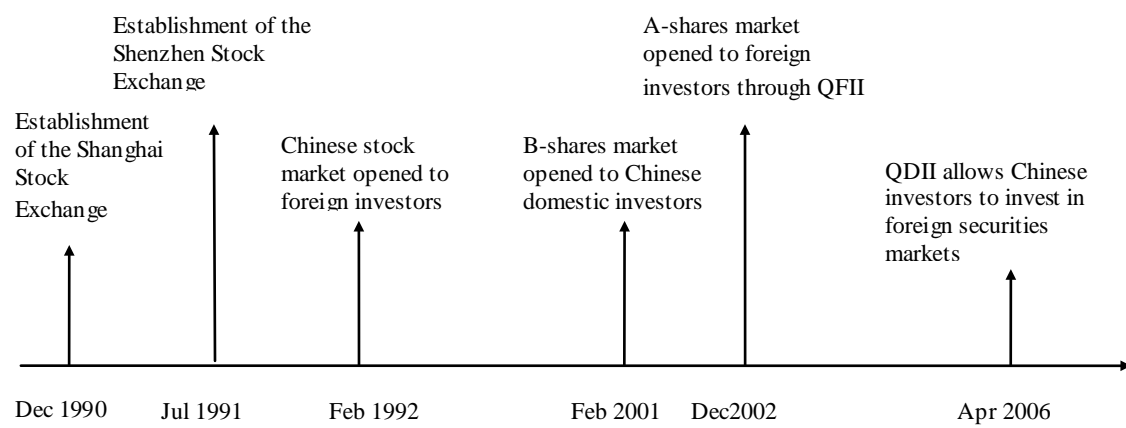 Establishment of the
Shenzhen Stock
Exchange
A-shares market
opened to foreign
investors through QFII
Establishment
of the Shanghai
Stock
Exchange
Chinese stock
market opened to
foreign investors
B-shares market
opened to Chinese
domestic investors
QDII allows Chinese
investors to invest in
foreign securities
markets
Dec 1990
Jul 1991
Feb 1992
Feb 2001
Dec2002
Apr 2006